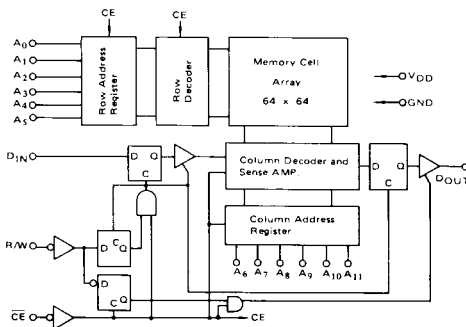 CE
CE
A0
A1
A2
A3
A4
A5
Row Address
Register
Row
Decoder
Memory Cell
Array
64 × 64
VDD
GND
DIN
D Q
C
Column Decoder and
Sense AMP.
D Q
C
DOUT
Column Address
Register
A6 A7 A8 A9 A10 A11
R/W
C
D Q
D Q
C
CE
CE